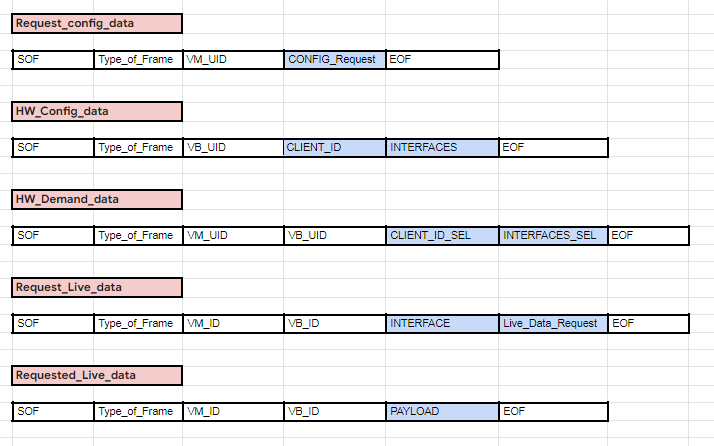 Request_config_data
SOF Type_of_Frame VM_UID CONFIG_Request EOF
HW_Config_data
SOF Type_of_Frame VB_UID CLIENT_ID INTERFACES EOF
HW_Demand_data
SOF Type_of_Frame VM_UID VB_UID CLIENT_ID_SEL INTERFACES_SEL EOF
Request_Live_data
SOF Type_of_Frame VM_ID VB_ID INTERFACE Live_Data_Request EOF
Requested_Live_data
SOF Type_of_Frame VM_ID VB_ID PAYLOAD EOF